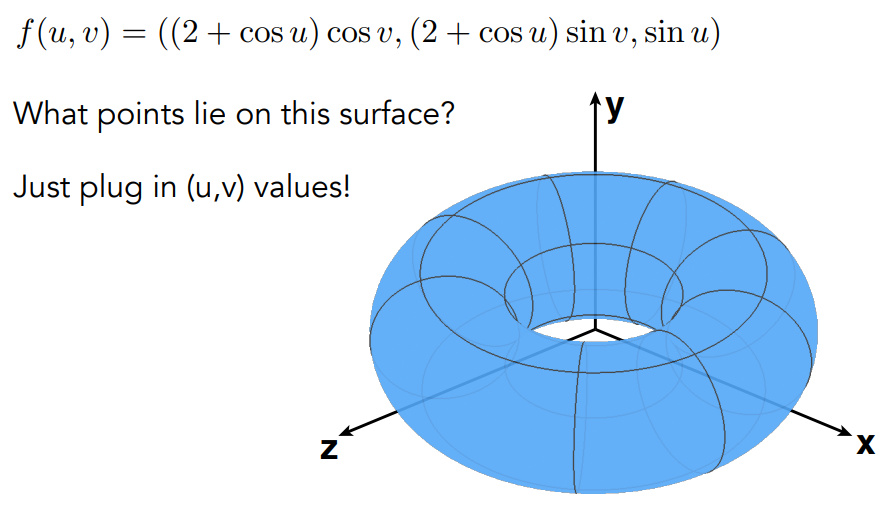 f(u, v) = ((2 + cos u) cos v, (2 + cos u) sin v, sin u)
What points lie on this surface?
y
Just plug in (u,v) values!
z
x